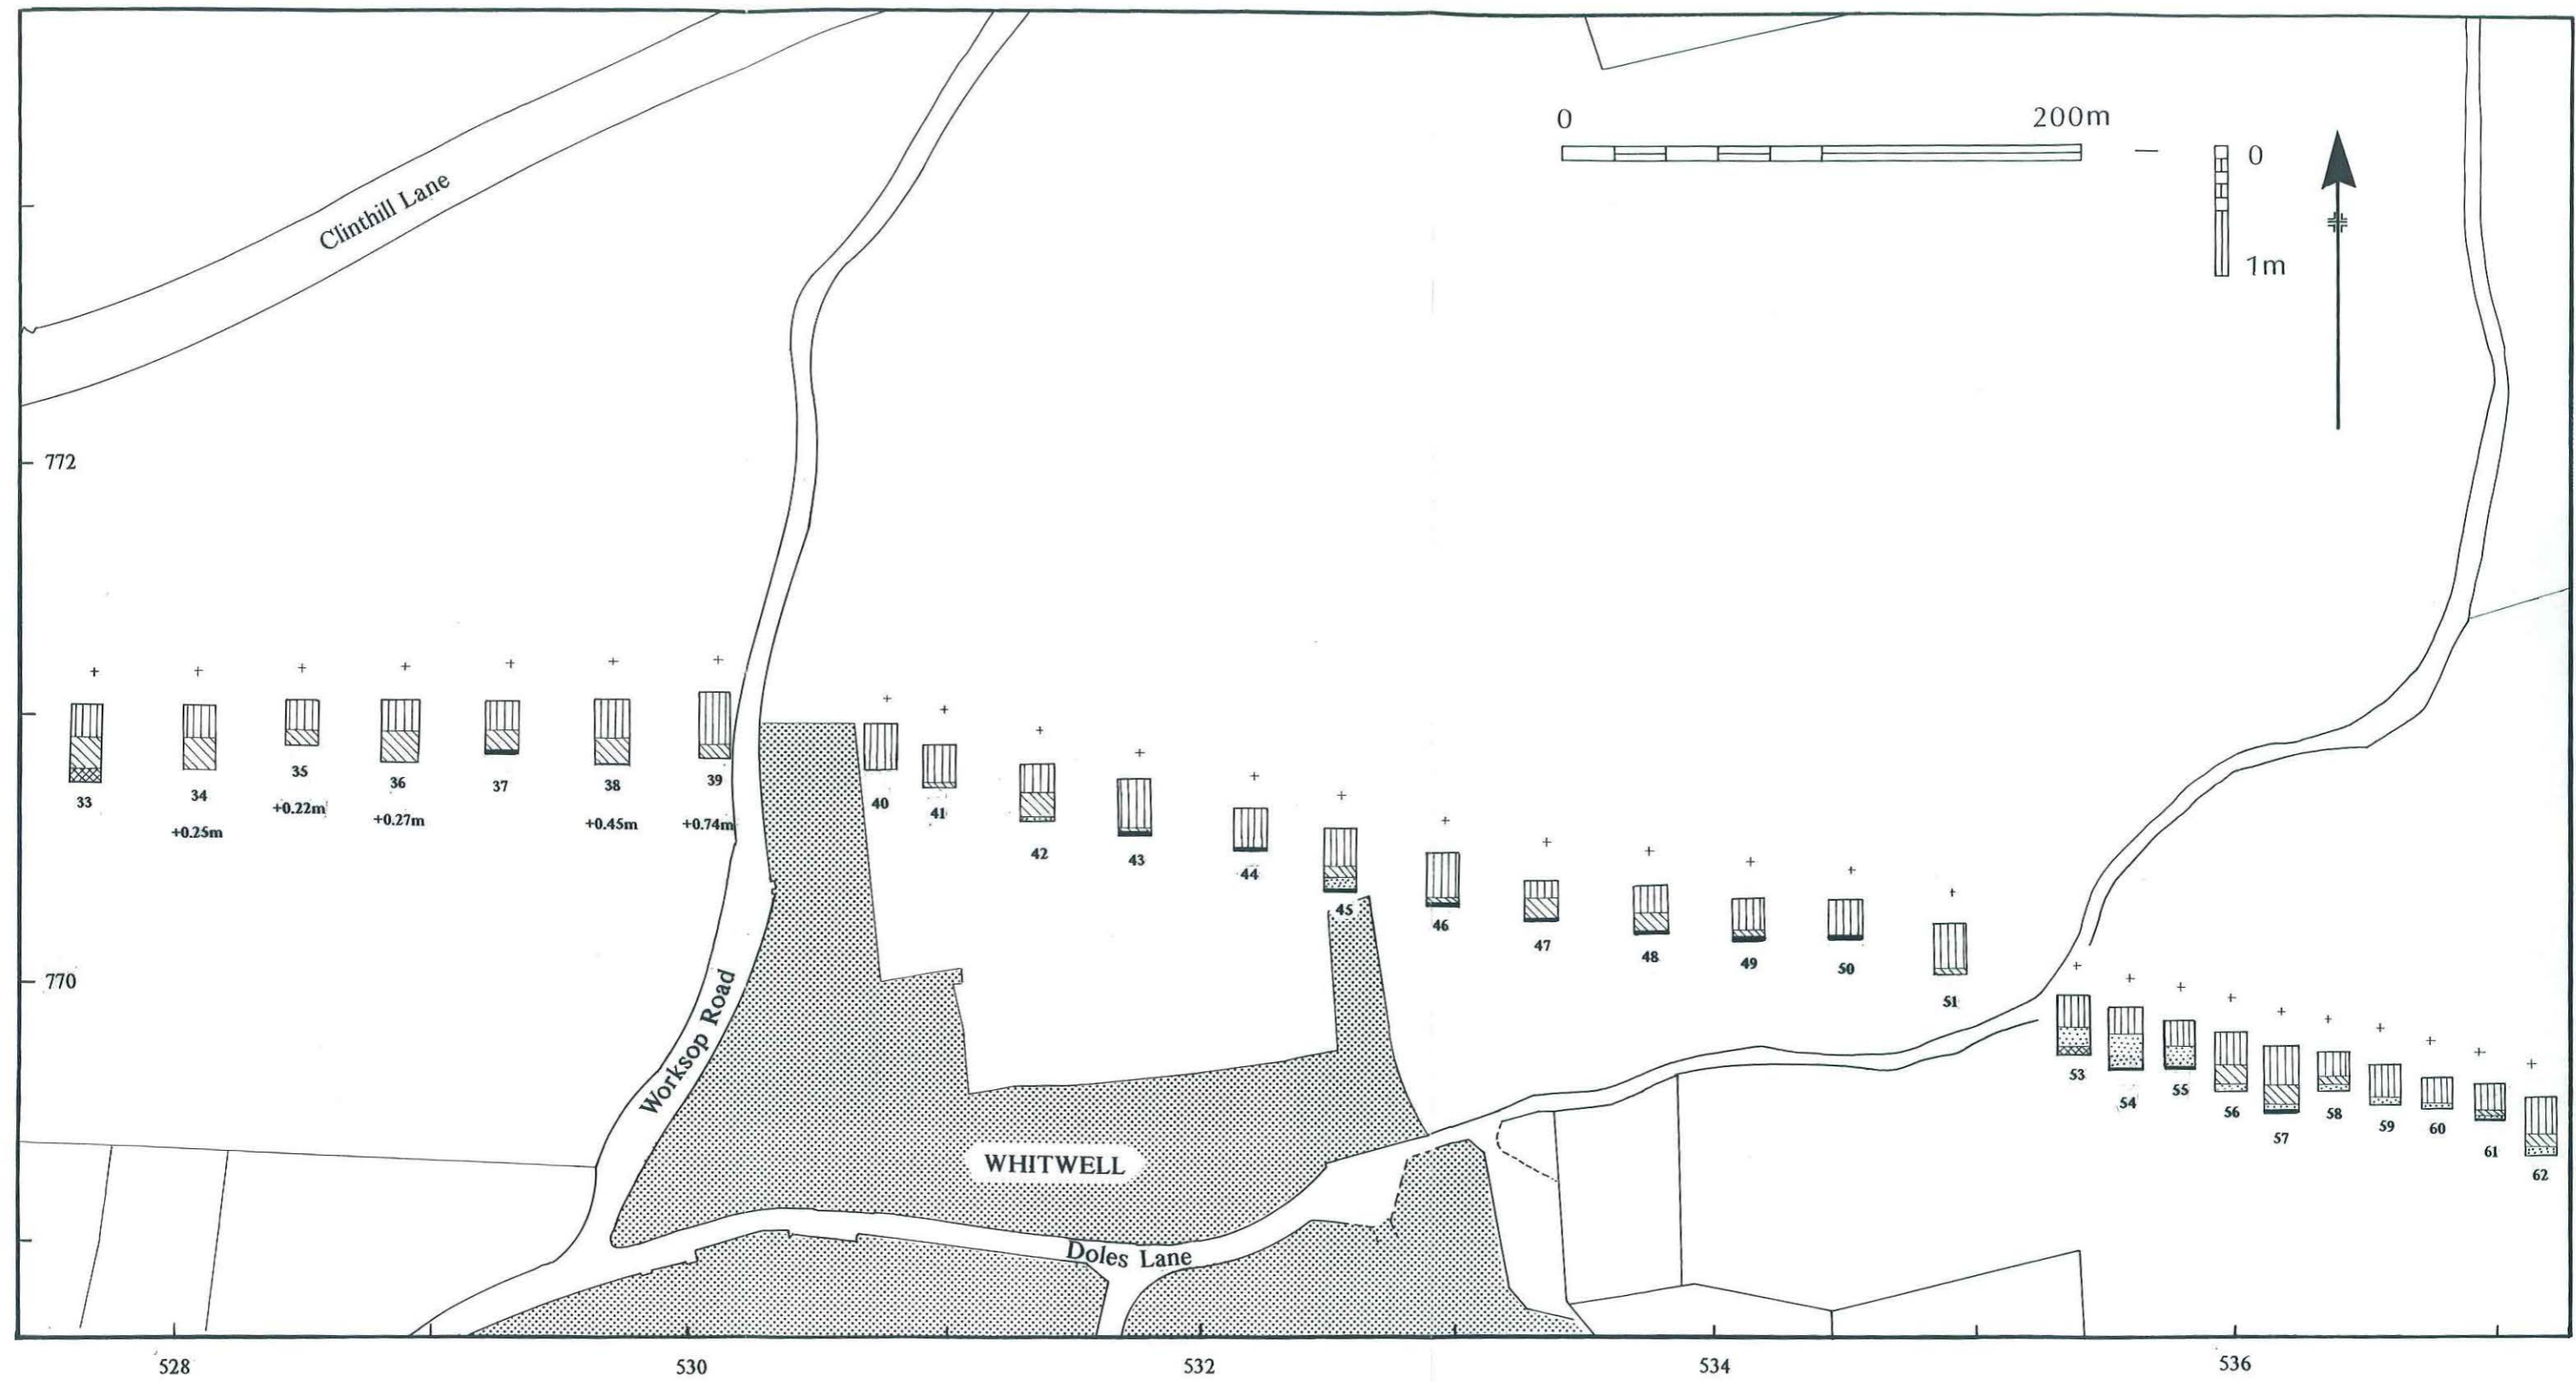 0 200m
0
1m
Clinthill Lane
772
33 34 35 36 37 38 39
+0.25m +0.22m +0.27m +0.45m +0.74m
40 41 42 43 44 45 46 47 48 49 50 51
770
Worksop Road
53 54 55 56 57 58 59 60 61 62
WHITWELL
Doles Lane
528 530 532 534 536